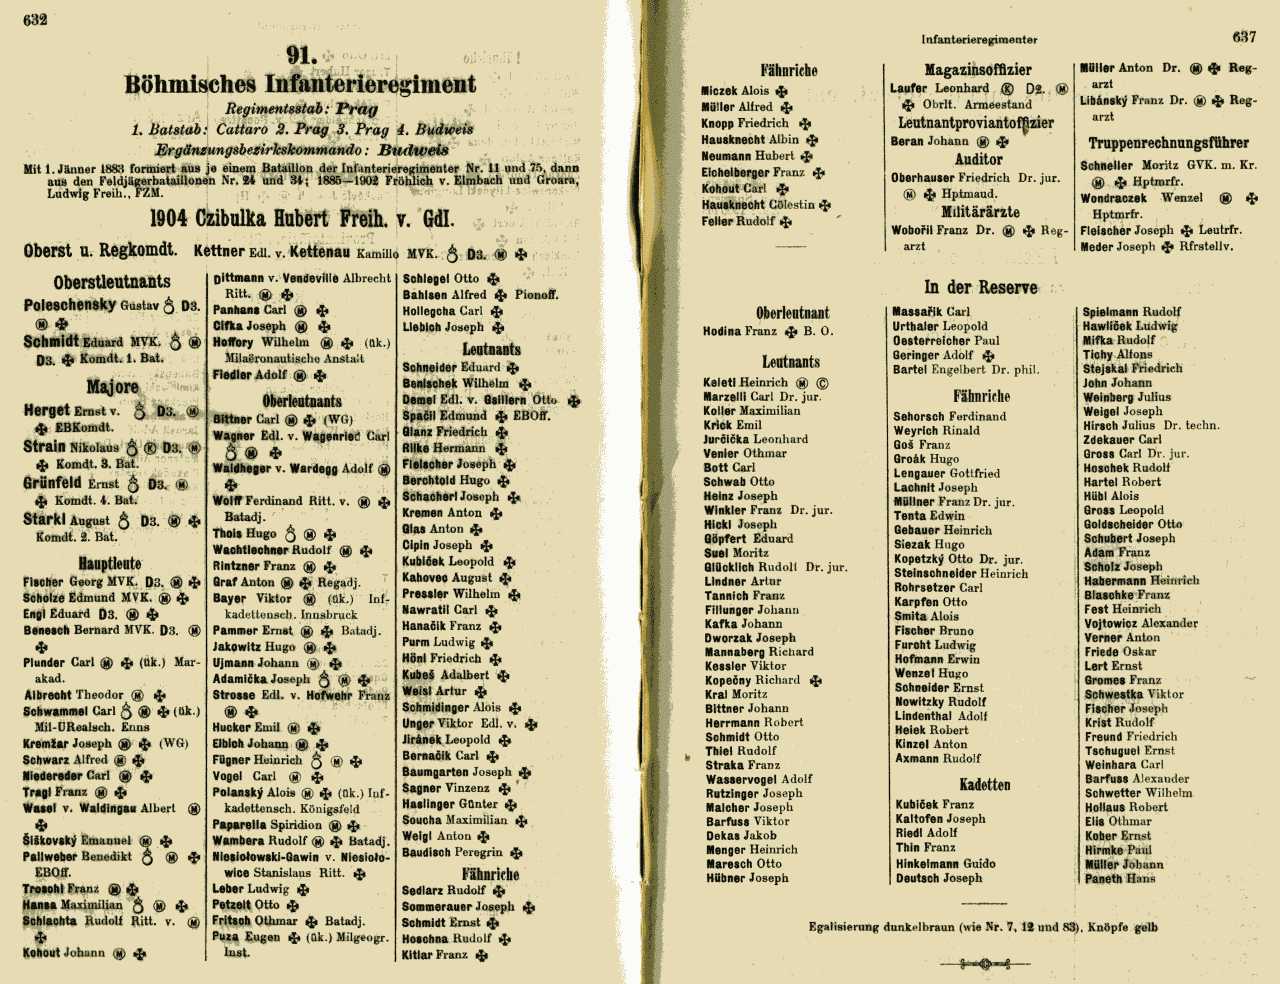 632
91.
Böhmisches Infanterieregiment
Regimentsstab: Prag
1. Batstab: Cattaro 2. Prag 3. Prag 4. Budweis
Ergänzungsbezirkskommando: Budweis
Mit 1. Jänner 1883 formiert aus je einem Bataillon der Infanterieregimenter Nr. 11 und 75, dann
aus den Feldjägerbataillonen Nr. 24 und 34; 1885—1902 Fröhlich v. Elmbach und Groara,
Ludwig Freih., FZM.
1904 Czibulka Hubert Freih. v. GdI.
Oberst u. Regkomdt. Kettner Edl. v. Kettenau Kamillo MVK. D3. Ⓜ ✠
Oberstleutnants
Poleschensky Gustav D3.
Ⓜ ✠
Schmidt Eduard MVK. Ⓜ
D3. ✠ Komdt. 1. Bat.
Majore
Herget Ernst v. D3. Ⓜ
✠ EBKomdt.
Strain Nikolaus Ⓚ D3. Ⓜ
✠ Komdt. 3. Bat.
Grünfeld Ernst D3. Ⓜ
✠ Komdt. 4. Bat.
Starkl August D3. Ⓜ ✠
Komdt. 2. Bat.
Hauptleute
Fischer Georg MVK. D3. Ⓜ ✠
Scholze Edmund MVK. Ⓜ ✠
Engl Eduard D3. Ⓜ ✠
Benesch Bernard MVK. D3. Ⓜ
✠
Plunder Carl Ⓜ ✠ (ük.) Mar-
akad.
Albrecht Theodor Ⓜ ✠
Schwammel Carl Ⓜ ✠ (ük.)
Mil-ÜRealsch. Enns
Kremžar Joseph Ⓜ ✠ (WG)
Schwarz Alfred Ⓜ ✠
Niedereder Carl Ⓜ ✠
Tragl Franz Ⓜ ✠
Wasel v. Waldingau Albert Ⓜ
✠
Šiškovský Emanuel Ⓜ ✠
Pallweber Benedikt Ⓜ ✠
EBOff.
Troschl Franz Ⓜ ✠
Hansa Maximilian Ⓜ ✠
Schlachta Rudolf Ritt. v. Ⓜ
✠
Kohout Johann Ⓜ ✠
Dittmann v. Vendeville Albrecht
Ritt. Ⓜ ✠
Panhans Carl Ⓜ ✠
Cifka Joseph Ⓜ ✠
Hoffory Wilhelm Ⓜ ✠ (ük.)
Milaëronautische Anstalt
Fiedler Adolf Ⓜ ✠
Oberleutnants
Bittner Carl Ⓜ ✠ (WG)
Wagner Edl. v. Wagenried Carl
Ⓜ ✠
Waldheger v. Wardegg Adolf Ⓜ
✠
Wolff Ferdinand Ritt. v. Ⓜ ✠
Batadj.
Thois Hugo Ⓜ ✠
Wachtlechner Rudolf Ⓜ ✠
Rintzner Franz Ⓜ ✠
Graf Anton Ⓜ ✠ Regadj.
Bayer Viktor Ⓜ (ük.) Inf-
kadettensch. Innsbruck
Pammer Ernst Ⓜ ✠ Batadj.
Jakowitz Hugo Ⓜ ✠
Ujmann Johann Ⓜ ✠
Adamička Joseph Ⓜ ✠
Strosse Edl. v. Hofwehr Franz
Ⓜ ✠
Hucker Emil Ⓜ ✠
Elbich Johann Ⓜ ✠
Fügner Heinrich Ⓜ ✠
Vogel Carl Ⓜ ✠
Polanský Alois Ⓜ ✠ (ük.) Inf-
kadettensch. Königsfeld
Paparella Spiridion Ⓜ ✠
Wambera Rudolf Ⓜ ✠ Batadj.
Niesiolowski-Gawin v. Niesiolo-
wice Stanislaus Ritt. ✠
Leber Ludwig ✠
Petzelt Otto ✠
Fritsch Othmar ✠ Batadj.
Puza Eugen ✠ (ük.) Milgeogr.
Inst.
Schlegel Otto ✠
Bahlsen Alfred ✠ Pionoff.
Hollegcha Carl ✠
Liebich Joseph ✠
Leutnants
Schneider Eduard ✠
Benischek Wilhelm ✠
Demel Edl. v. Osillern Otto ✠
Spačil Edmund ✠ EBOff.
Glanz Friedrich ✠
Rilke Hermann ✠
Fleischer Joseph ✠
Berchtold Hugo ✠
Schacherl Joseph ✠
Kremen Anton ✠
Glas Anton ✠
Cipin Joseph ✠
Kubiček Leopold ✠
Kahovec August ✠
Pressler Wilhelm ✠
Nawratil Carl ✠
Hanačik Franz ✠
Purm Ludwig ✠
Hönl Friedrich ✠
Kubeš Adalbert ✠
Weisl Artur ✠
Schmidinger Alois ✠
Unger Viktor Edl. v. ✠
Jiránek Leopold ✠
Bernačik Carl ✠
Baumgarten Joseph ✠
Sagner Vinzenz ✠
Haslinger Günter ✠
Soucha Maximilian ✠
Weigl Anton ✠
Baudisch Peregrin ✠
Fähnriche
Sedlarz Rudolf ✠
Sommerauer Joseph ✠
Schmidt Ernst ✠
Hoschna Rudolf ✠
Kitlar Franz ✠
Infanterieregimenter 637
Fähnriche
Miczek Alois ✠
Müller Alfred ✠
Knopp Friedrich ✠
Hausknecht Albin ✠
Neumann Hubert ✠
Eichelberger Franz ✠
Kohout Carl ✠
Hausknecht Cölestin ✠
Feller Rudolf ✠
Magazinsoffizier
Laufer Leonhard Ⓚ D2. Ⓜ
✠ Obrlt. Armeestand
Leutnantproviantoffizier
Beran Johann Ⓜ ✠
Auditor
Oberhauser Friedrich Dr. jur.
Ⓜ ✠ Hptmaud.
Militärärzte
Wobořil Franz Dr. Ⓜ ✠ Reg-
arzt
Müller Anton Dr. Ⓜ ✠ Reg-
arzt
Libánský Franz Dr. Ⓜ ✠ Reg-
arzt
Truppenrechnungsführer
Schneller Moritz GVK. m. Kr.
Ⓜ ✠ Hptmrfr.
Wondraczek Wenzel Ⓜ ✠
Hptmrfr.
Fleischer Joseph ✠ Leutrfr.
Meder Joseph ✠ Rfrstellv.
In der Reserve
Oberleutnant
Hodina Franz ✠ B. O.
Leutnants
Keletl Heinrich Ⓜ Ⓒ
Marzelli Carl Dr. jur.
Koller Maximilian
Krick Emil
Jurčička Leonhard
Venier Othmar
Bott Carl
Schwab Otto
Heinz Joseph
Winkler Franz Dr. jur.
Hickl Joseph
Göpfert Eduard
Suel Moritz
Glücklich Rudolf Dr. jur.
Lindner Artur
Tannich Franz
Fillunger Johann
Kafka Johann
Dworzak Joseph
Mannaberg Richard
Kessler Viktor
Kopečny Richard ✠
Kral Moritz
Bittner Johann
Herrmann Robert
Schmidt Otto
Thiel Rudolf
Straka Franz
Wasservogel Adolf
Rutzinger Joseph
Malcher Joseph
Barfuss Viktor
Dekas Jakob
Menger Heinrich
Maresch Otto
Hübner Joseph
Massařik Carl
Urthaler Leopold
Oesterreicher Paul
Geringer Adolf ✠
Bartel Engelbert Dr. phil.
Fähnriche
Sehorsch Ferdinand
Weyrich Rinald
Goš Franz
Groák Hugo
Lengauer Gottfried
Lachnit Joseph
Müllner Franz Dr. jur.
Tenta Edwin
Gebauer Heinrich
Siezak Hugo
Kopetzký Otto Dr. jur.
Steinschneider Heinrich
Rohrsetzer Carl
Karpfen Otto
Smita Alois
Fischer Bruno
Furcht Ludwig
Hofmann Erwin
Wenzel Hugo
Schneider Ernst
Nowitzky Rudolf
Lindenthal Adolf
Heiek Robert
Kinzel Anton
Axmann Rudolf
Kadetten
Kubiček Franz
Kaltofen Joseph
Riedl Adolf
Thin Franz
Hinkelmann Guido
Deutsch Joseph
Spielmann Rudolf
Hawliček Ludwig
Mifka Rudolf
Tichy Alfons
Stejskal Friedrich
John Johann
Weinberg Julius
Weigel Joseph
Hirsch Julius Dr. techn.
Zdekauer Carl
Gross Carl Dr. jur.
Hoschek Rudolf
Hartel Robert
Hübl Alois
Gross Leopold
Goldscheider Otto
Schubert Joseph
Adam Franz
Scholz Joseph
Habermann Heinrich
Blaschke Franz
Fest Heinrich
Vojtowicz Alexander
Verner Anton
Friede Oskar
Lert Ernst
Gromes Franz
Schwestka Viktor
Fischer Joseph
Krist Rudolf
Freund Friedrich
Tschuguel Ernst
Weinhara Carl
Barfuss Alexander
Schwetter Wilhelm
Hollaus Robert
Elis Othmar
Kober Ernst
Hirmke Paul
Müller Johann
Paneth Hans
Egalisierung dunkelbraun (wie Nr. 7, 12 und 83), Knöpfe gelb